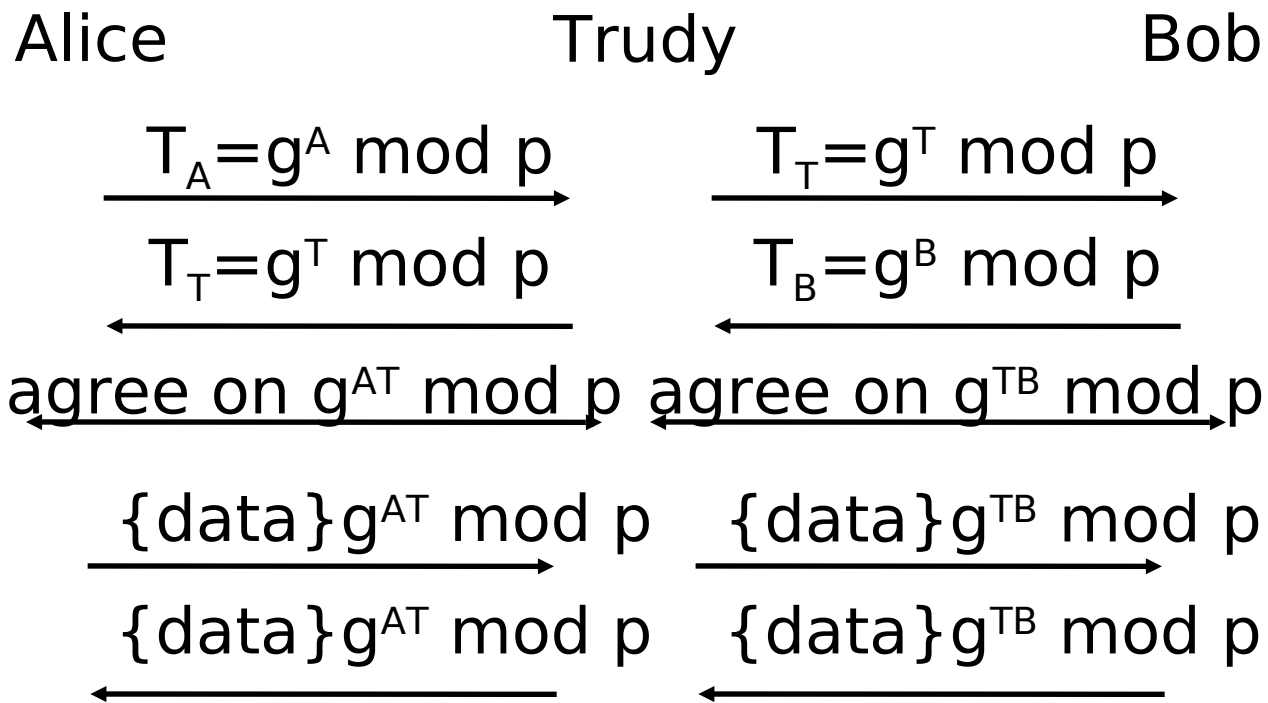 Alice Trudy Bob
T_A=g^A mod p T_T=g^T mod p
T_T=g^T mod p T_B=g^B mod p
agree on g^AT mod p agree on g^TB mod p
{data}g^AT mod p {data}g^TB mod p
{data}g^AT mod p {data}g^TB mod p